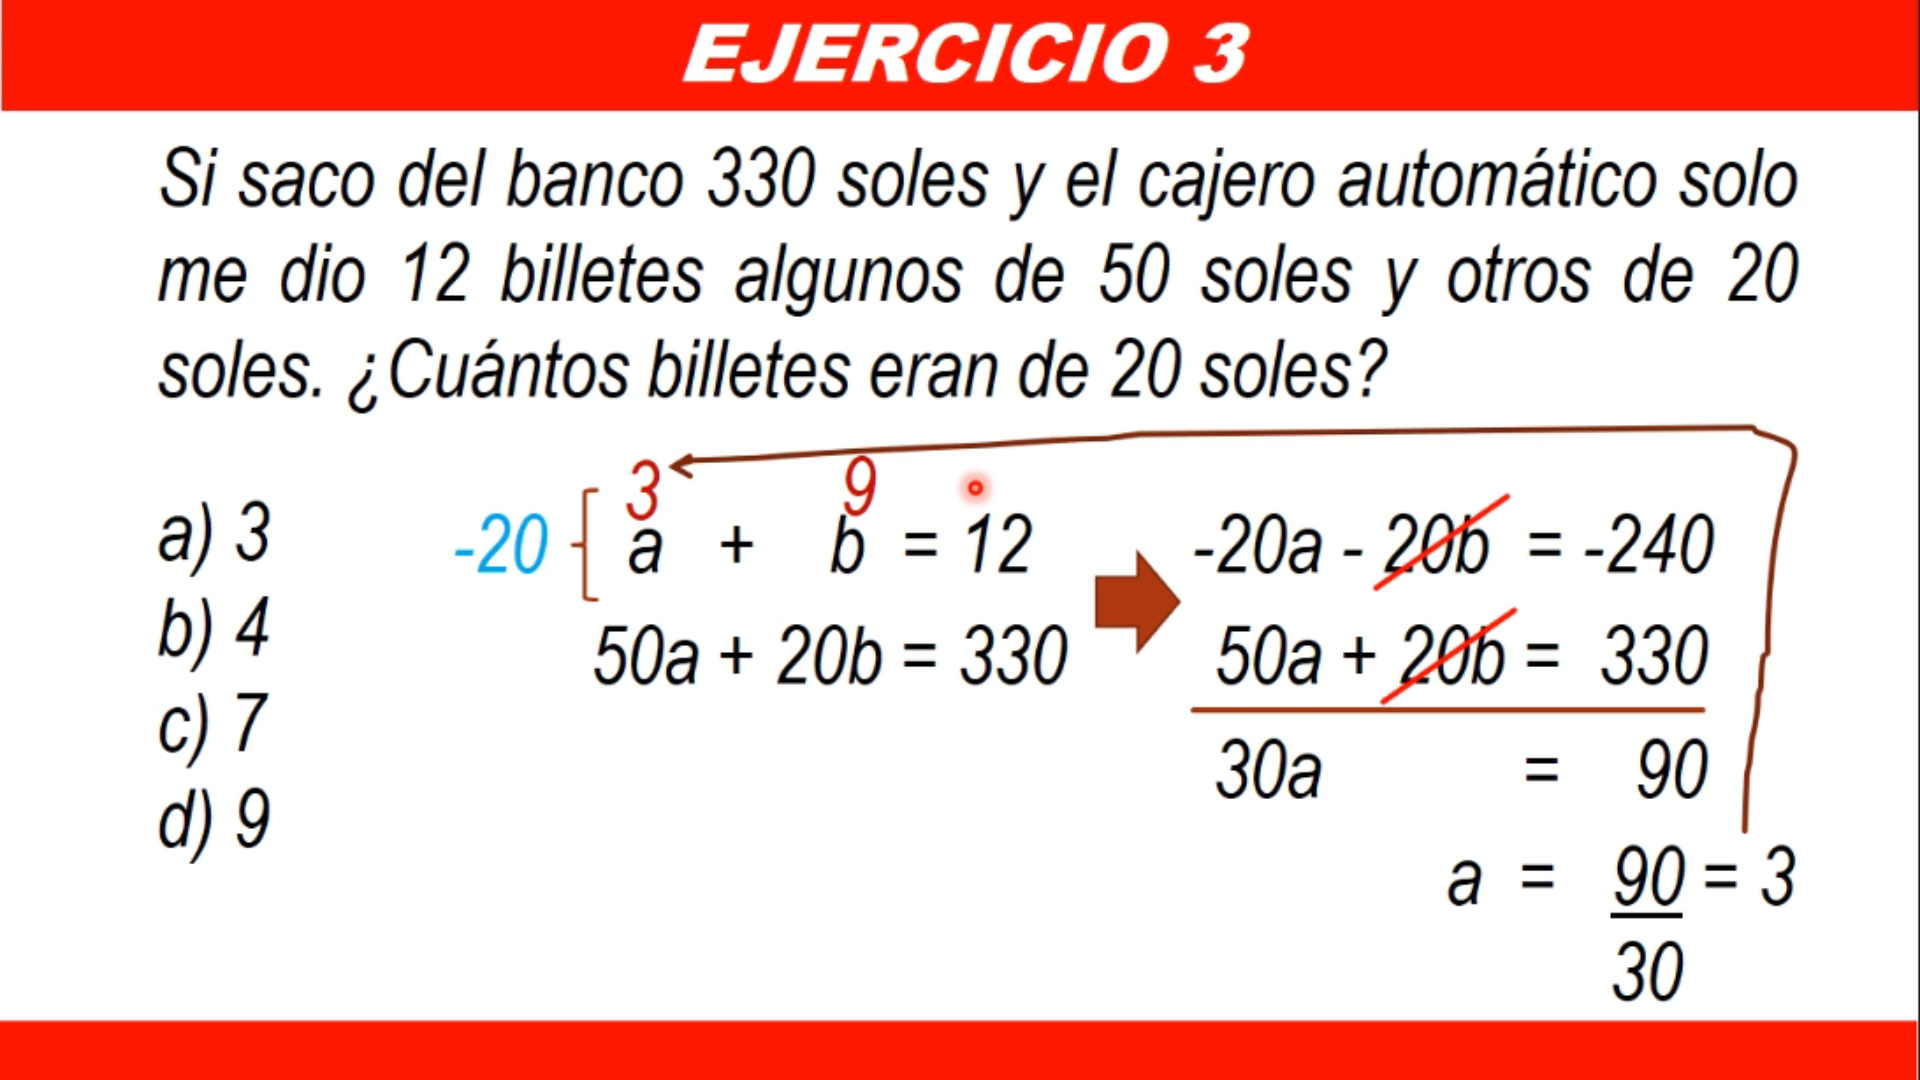 EJERCICIO 3
Si saco del banco 330 soles y el cajero automático solo
me dio 12 billetes algunos de 50 soles y otros de 20
soles. ¿Cuántos billetes eran de 20 soles?
a) 3
b) 4
c) 7
d) 9
3 9
-20 a + b = 12
50a + 20b = 330
-20a - 20b = -240
50a + 20b = 330
30a = 90
a = 90 = 3
30